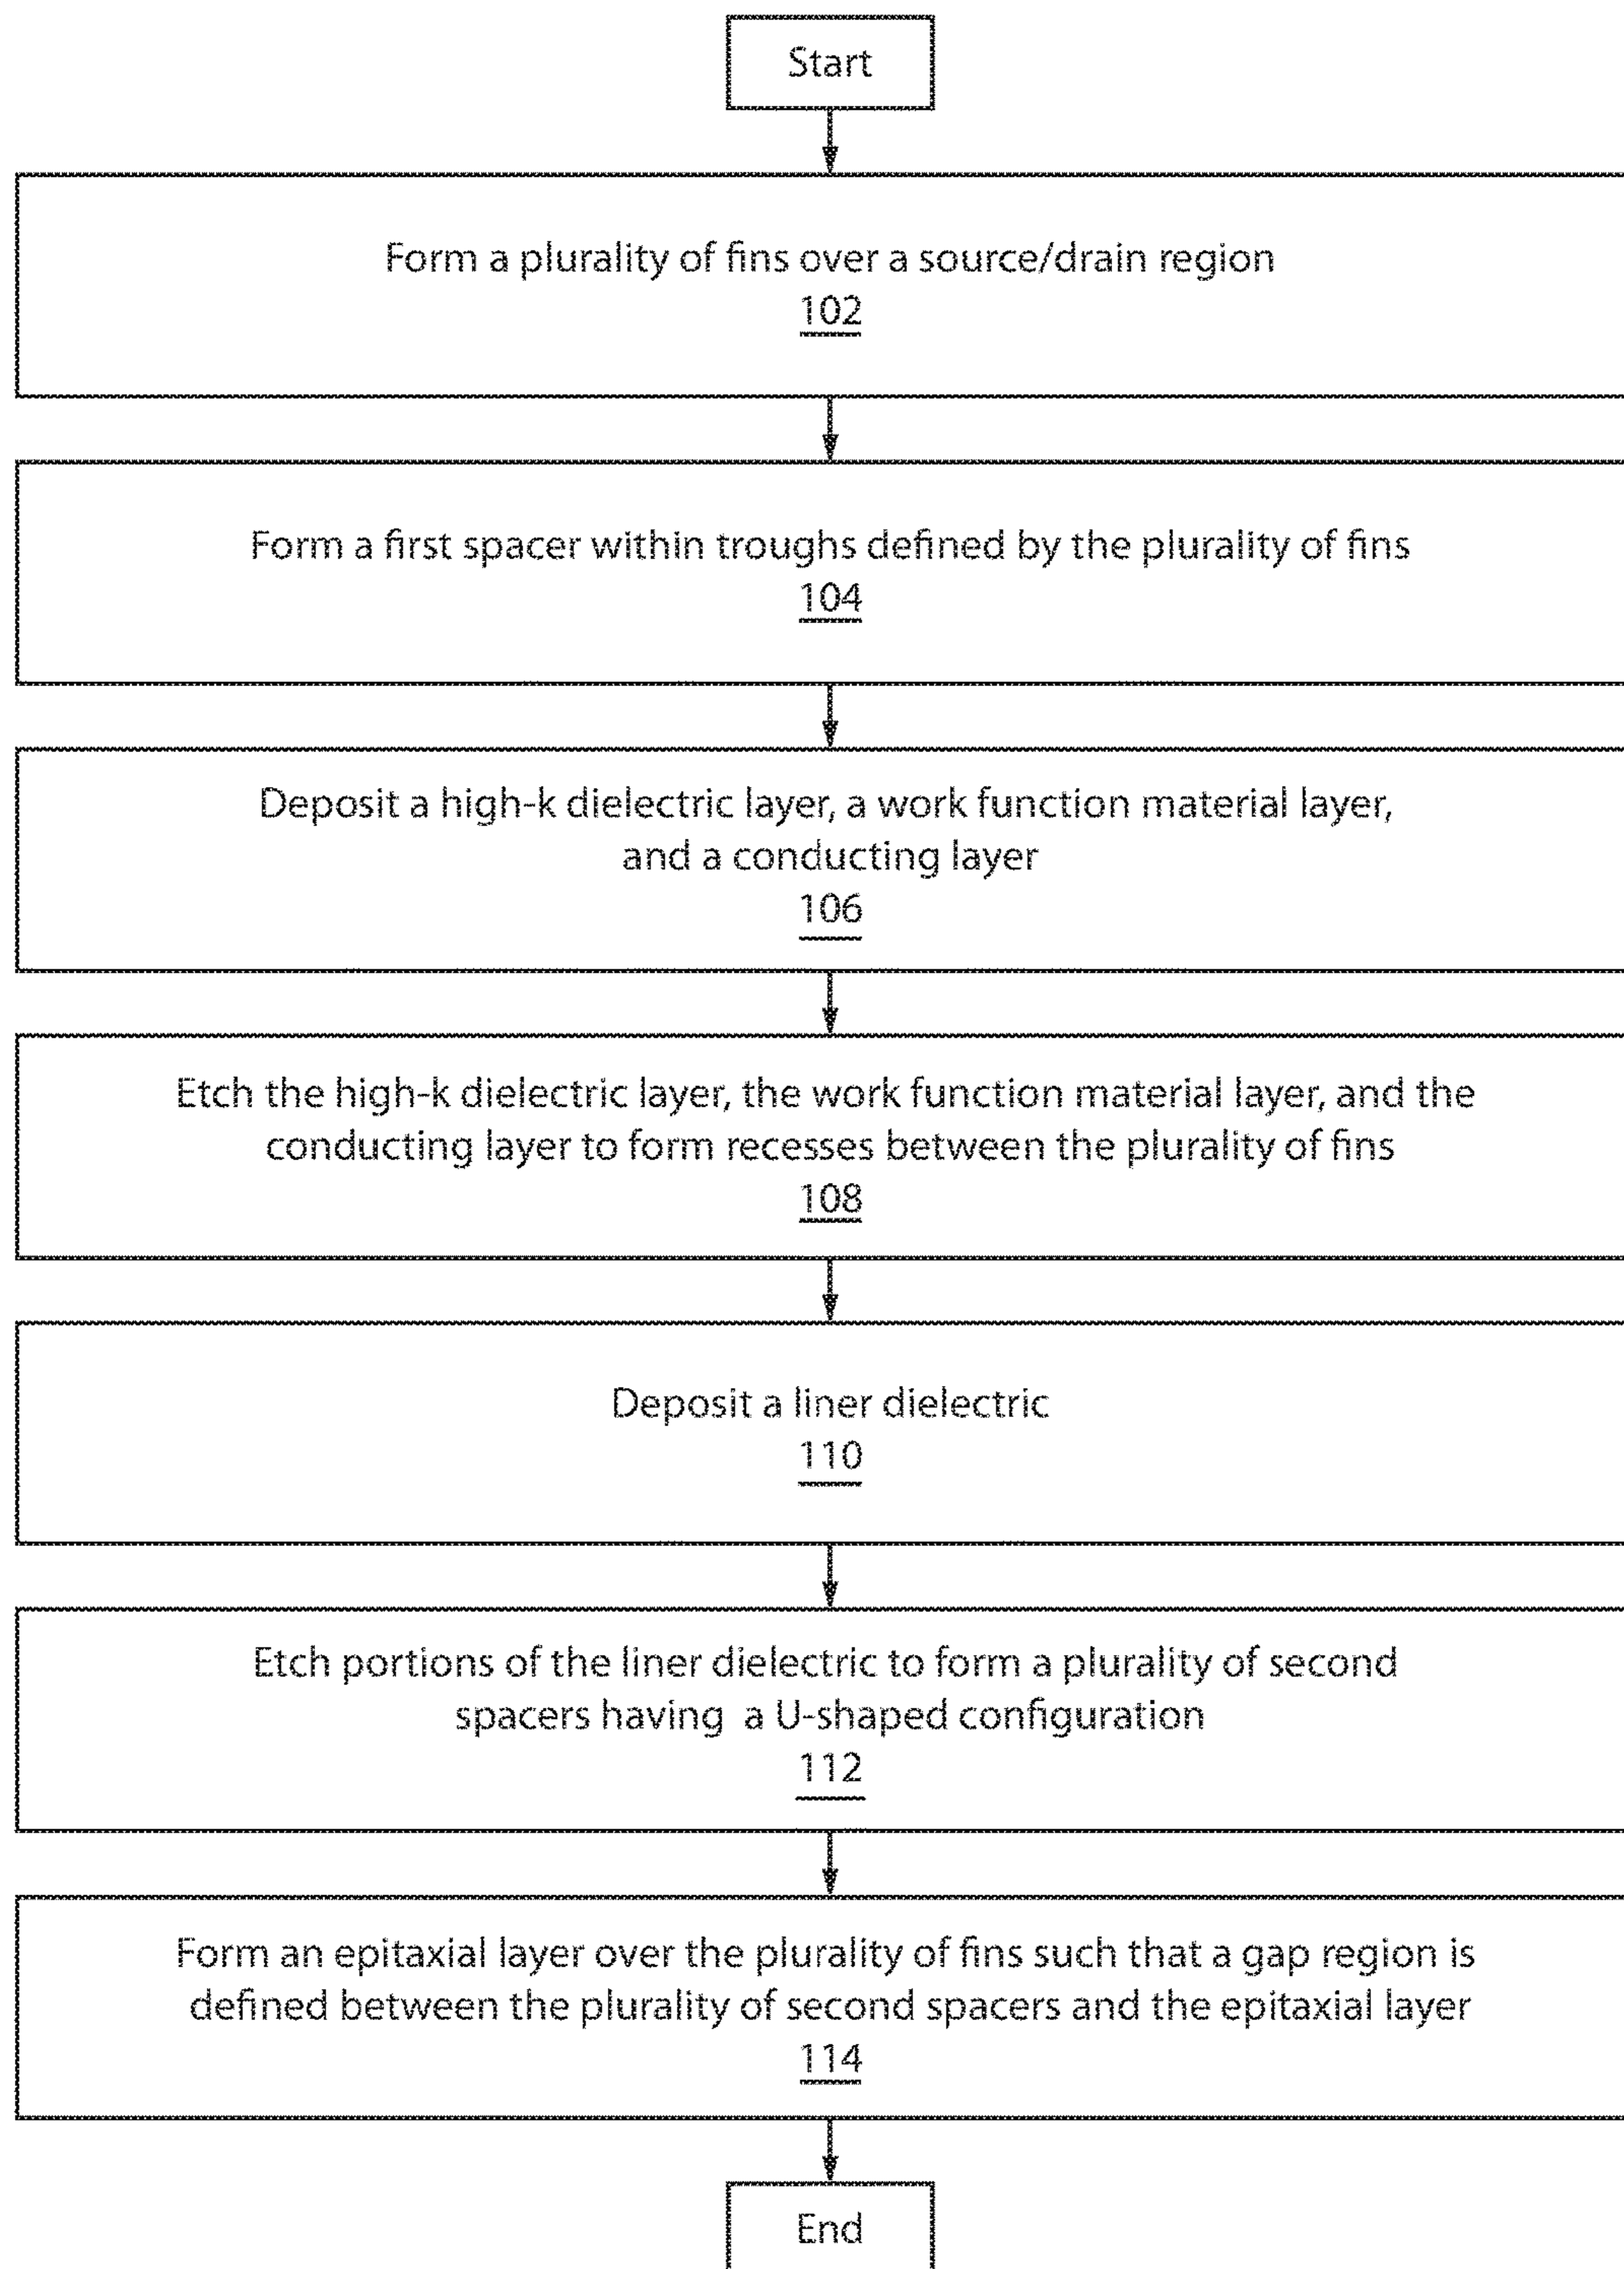 Start
Form a plurality of fins over a source/drain region
102
Form a first spacer within troughs defined by the plurality of fins
104
Deposit a high-k dielectric layer, a work function material layer,
and a conducting layer
106
Etch the high-k dielectric layer, the work function material layer, and the
conducting layer to form recesses between the plurality of fins
108
Deposit a liner dielectric
110
Etch portions of the liner dielectric to form a plurality of second
spacers having a U-shaped configuration
112
Form an epitaxial layer over the plurality of fins such that a gap region is
defined between the plurality of second spacers and the epitaxial layer
114
End